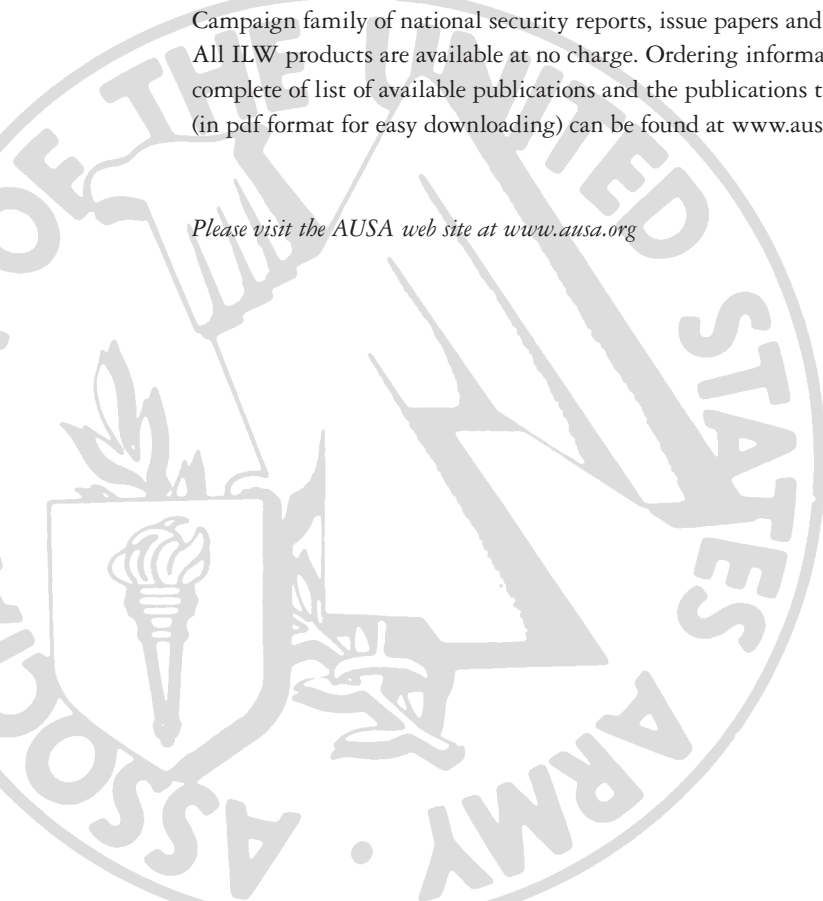 Campaign family of national security reports, issue papers and
All ILW products are available at no charge. Ordering informa
complete of list of available publications and the publications t
(in pdf format for easy downloading) can be found at www.aus
Please visit the AUSA web site at www.ausa.org
OF THE UNITED STATES ARMY · ASSOCIA